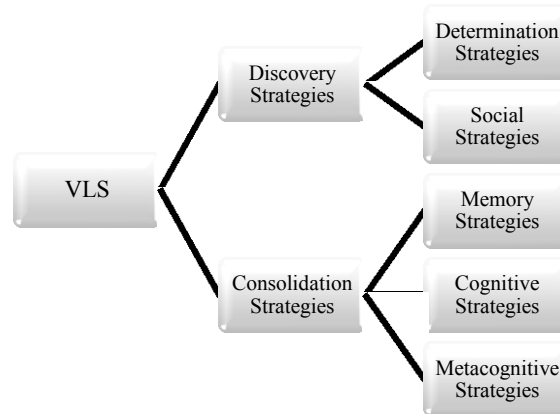 VLS
Discovery
Strategies
Determination
Strategies
Social
Strategies
Consolidation
Strategies
Memory
Strategies
Cognitive
Strategies
Metacognitive
Strategies